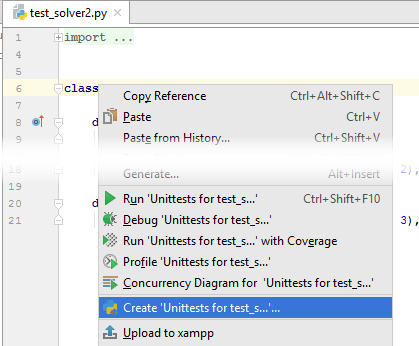 test_solver2.py
1 import ...
5
6 class
7
Copy Reference Ctrl+Alt+Shift+C
8 d
Paste Ctrl+V
9
Paste from History... Ctrl+Shift+V
18 2),
Generate... Alt+Insert
19
Run 'Unittests for test_s...' Ctrl+Shift+F10
20 d
Debug 'Unittests for test_s...'
21 3),
Run 'Unittests for test_s...' with Coverage
Profile 'Unittests for test_s...'
Concurrency Diagram for 'Unittests for test_s...'
Create 'Unittests for test_s...'...
Upload to xampp